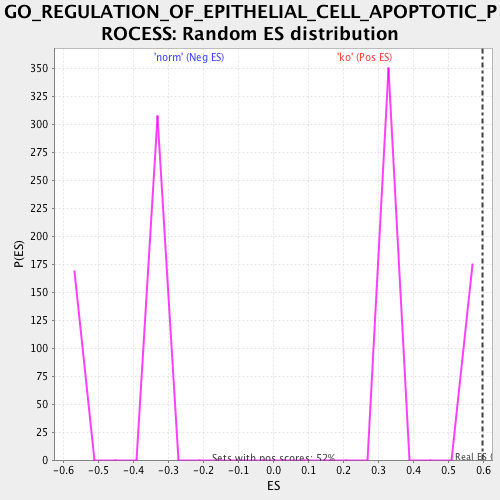 GO_REGULATION_OF_EPITHELIAL_CELL_APOPTOTIC_P
ROCESS: Random ES distribution
'norm' (Neg ES) 'ko' (Pos ES)
350
325
300
275
250
225
200
175
150
125
100
75
50
25
0
P(ES)
Sets with pos scores: 52%
Real ES (
-0.6 -0.5 -0.4 -0.3 -0.2 -0.1 0.0 0.1 0.2 0.3 0.4 0.5 0.6
ES